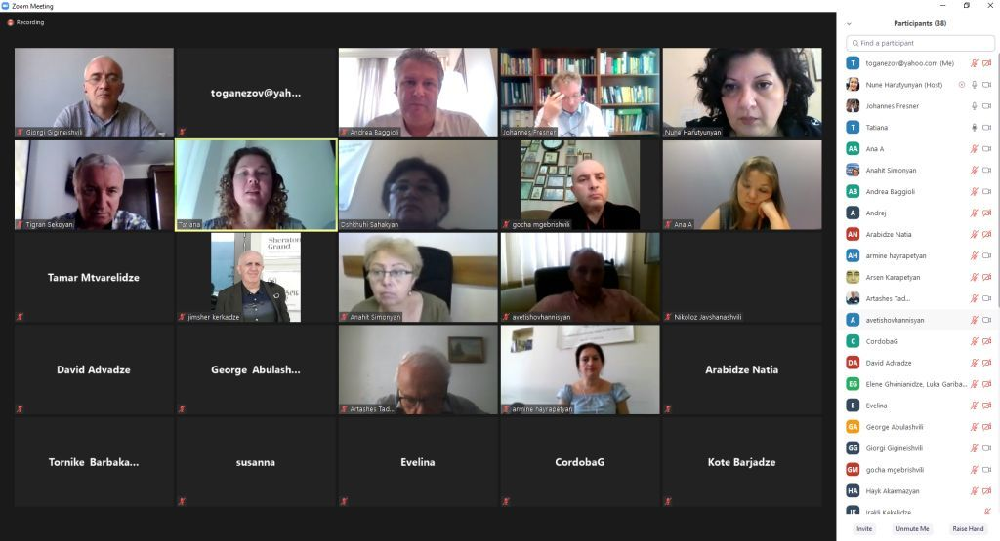 Zoom Meeting
Recording
Giorgi Gigineishvili
toganezov@yah...
Andrea Baggioli
Johannes Fresner
Nune Harutyunyan
Tigran Sekoyan
Tatiana
Dshkhuhi Sahakyan
gocha mgebrishvili
Ana A
Tamar Mtvarelidze
Sheraton
Grand
jimsher kerkadze
Anahit Simonyan
avetishovhannisyan
Nikoloz Javshanashvili
David Advadze
George Abulash...
Artashes Tad...
armine hayrapetyan
Arabidze Natia
Tornike Barbaka...
susanna
Evelina
CordobaG
Kote Barjadze
Participants (38)
Find a participant
T toganezov@yahoo.com (Me)
Nune Harutyunyan (Host)
Johannes Fresner
T Tatiana
AA Ana A
Anahit Simonyan
AB Andrea Baggioli
A Andrej
AN Arabidze Natia
AH armine hayrapetyan
Arsen Karapetyan
Artashes Tad...
A avetishovhannisyan
C CordobaG
DA David Advadze
EG Elene Ghvinianidze, Luka Gariba...
E Evelina
GA George Abulashvili
GG Giorgi Gigineishvili
GM gocha mgebrishvili
HA Hayk Akarmazyan
IK Irakli Kekelidze
Invite
Unmute Me
Raise Hand